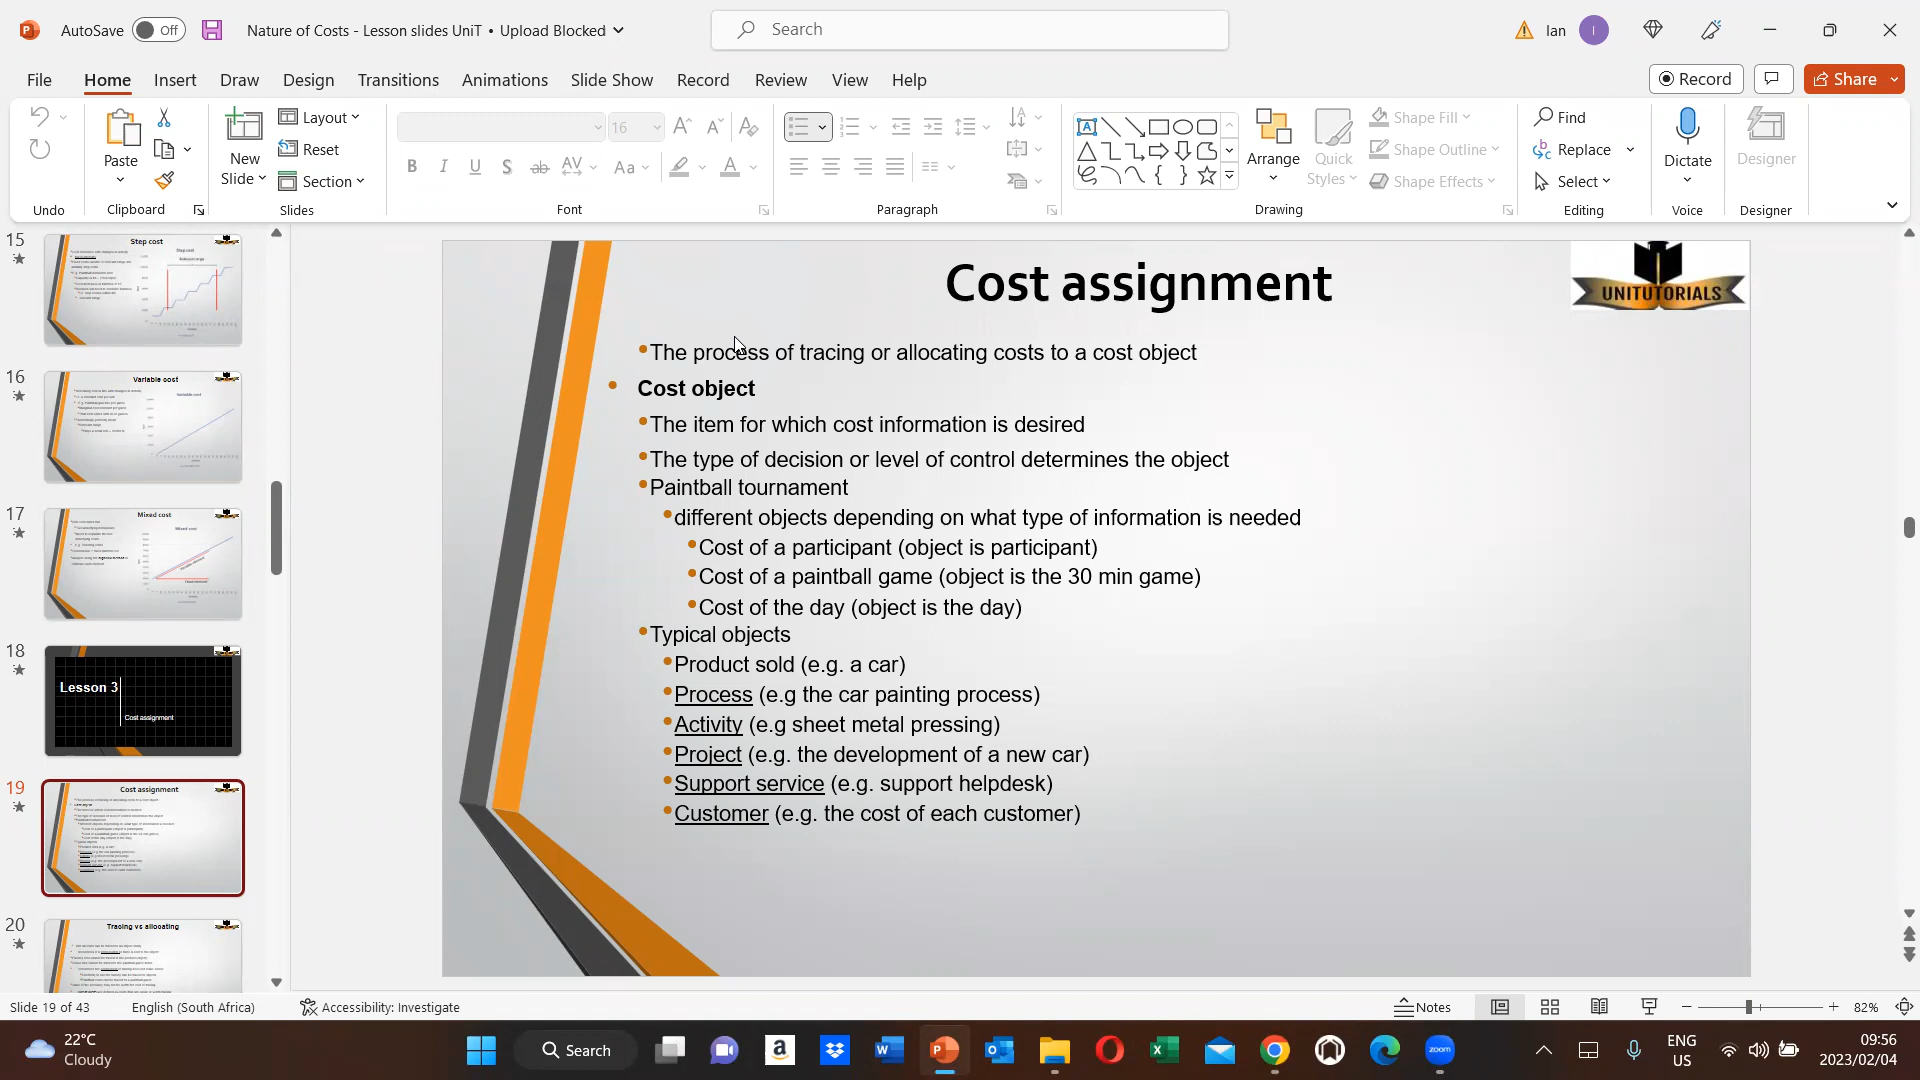 AutoSave Off Nature of Costs - Lesson slides UniT • Upload Blocked Search Ian I
File Home Insert Draw Design Transitions Animations Slide Show Record Review View Help Record Share
Paste New Slide Layout Reset Section 16 Arrange Quick Styles Shape Fill Shape Outline Shape Effects Find Replace Select Dictate Designer
Undo Clipboard Slides Font Paragraph Drawing Editing Voice Designer
15 Step cost
16 Variable cost
17 Mixed cost
18 Lesson 3
Cost assignment
19 Cost assignment
20 Tracing vs allocating
Cost assignment
UNITUTORIALS
•The process of tracing or allocating costs to a cost object
• Cost object
•The item for which cost information is desired
•The type of decision or level of control determines the object
•Paintball tournament
•different objects depending on what type of information is needed
•Cost of a participant (object is participant)
•Cost of a paintball game (object is the 30 min game)
•Cost of the day (object is the day)
•Typical objects
•Product sold (e.g. a car)
•Process (e.g the car painting process)
•Activity (e.g sheet metal pressing)
•Project (e.g. the development of a new car)
•Support service (e.g. support helpdesk)
•Customer (e.g. the cost of each customer)
Slide 19 of 43 English (South Africa) Accessibility: Investigate Notes 82%
22°C
Cloudy
Search
ENG
US
09:56
2023/02/04